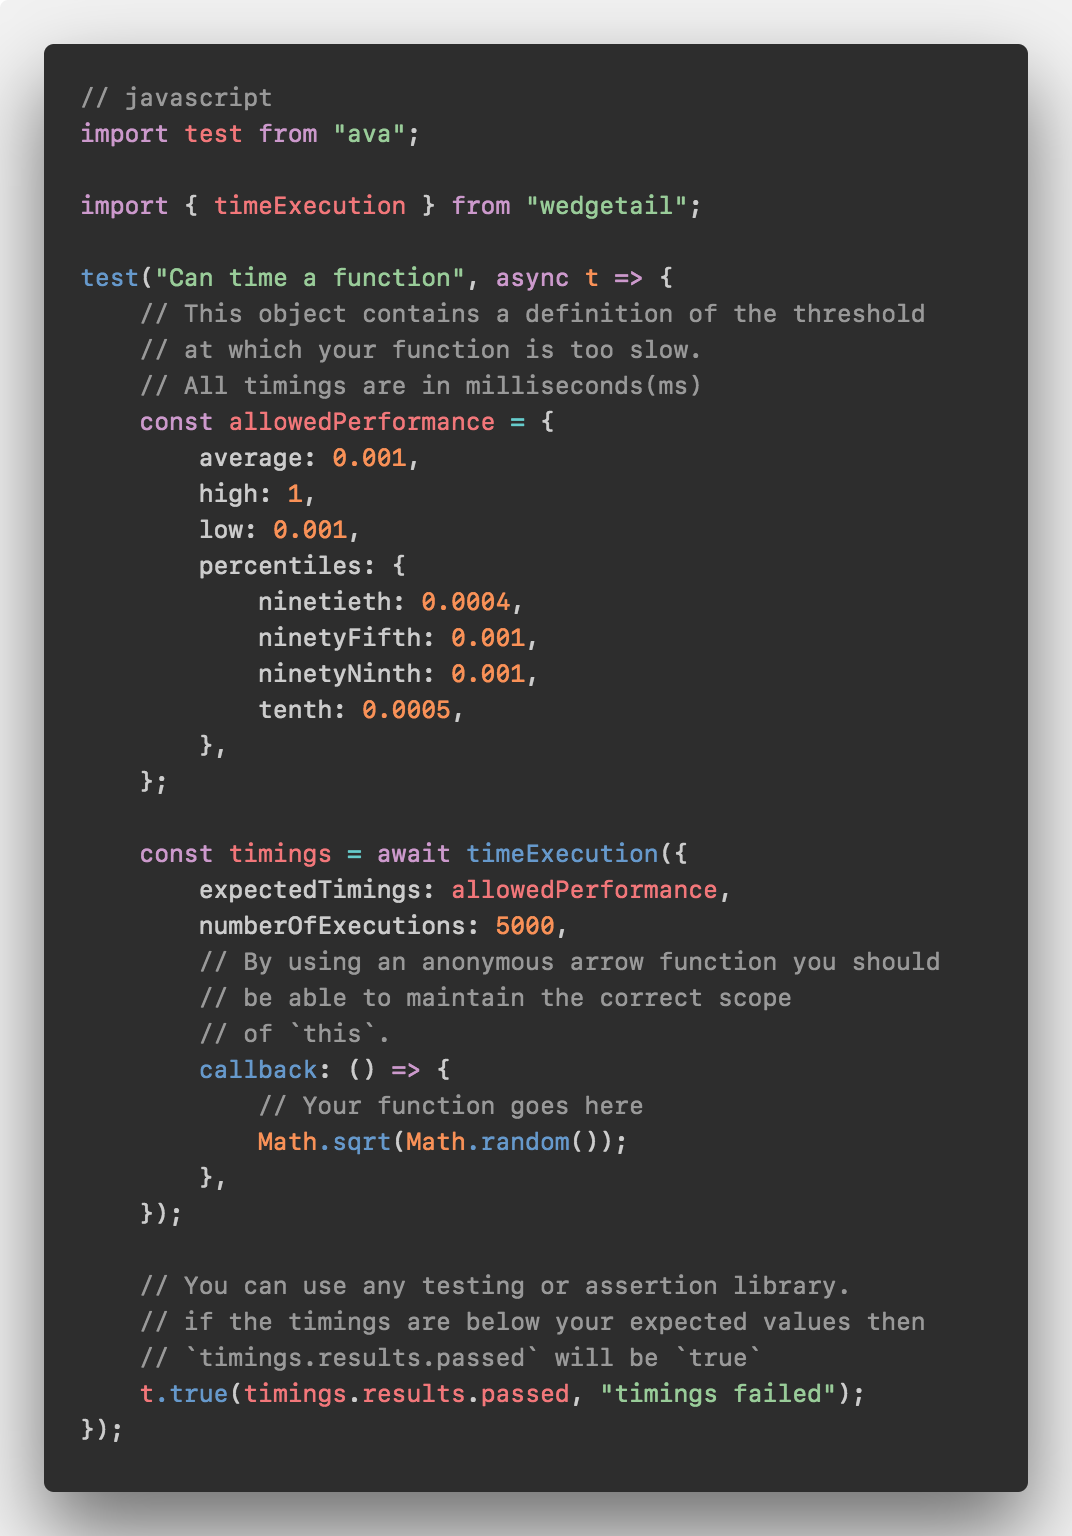 // javascript
import test from "ava";

import { timeExecution } from "wedgetail";

test("Can time a function", async t => {
    // This object contains a definition of the threshold
    // at which your function is too slow.
    // All timings are in milliseconds(ms)
    const allowedPerformance = {
        average: 0.001,
        high: 1,
        low: 0.001,
        percentiles: {
            ninetieth: 0.0004,
            ninetyFifth: 0.001,
            ninetyNinth: 0.001,
            tenth: 0.0005,
        },
    };

    const timings = await timeExecution({
        expectedTimings: allowedPerformance,
        numberOfExecutions: 5000,
        // By using an anonymous arrow function you should
        // be able to maintain the correct scope
        // of `this`.
        callback: () => {
            // Your function goes here
            Math.sqrt(Math.random());
        },
    });

    // You can use any testing or assertion library.
    // if the timings are below your expected values then
    // `timings.results.passed` will be `true`
    t.true(timings.results.passed, "timings failed");
});